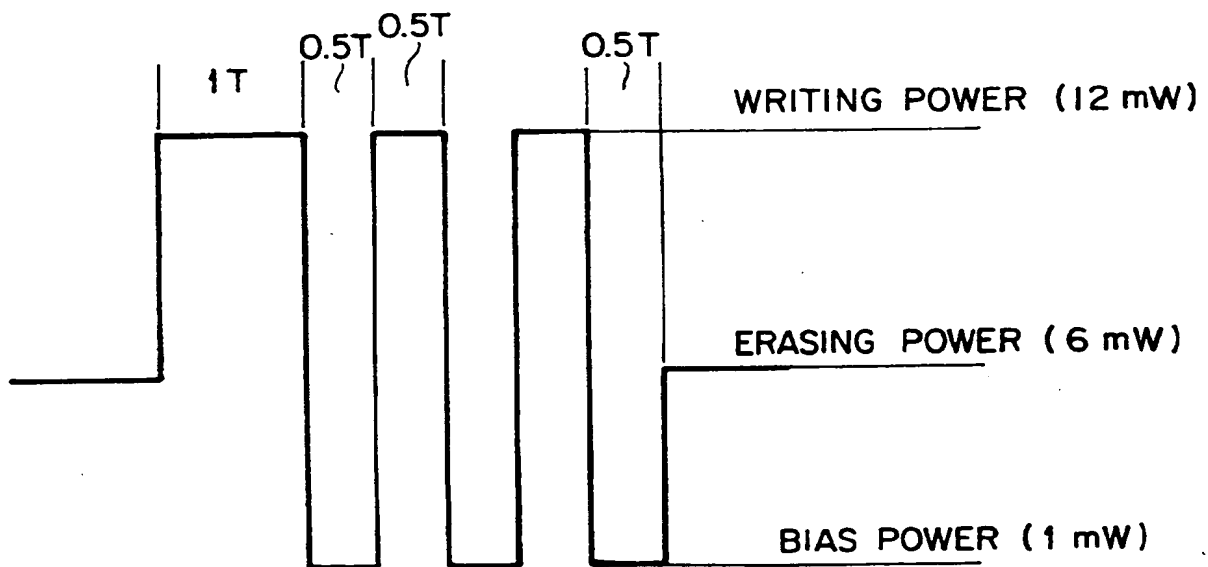 0.5T
0.5T
0.5T
1T
WRITING POWER (12 mW)
ERASING POWER (6 mW)
BIAS POWER (1 mW)